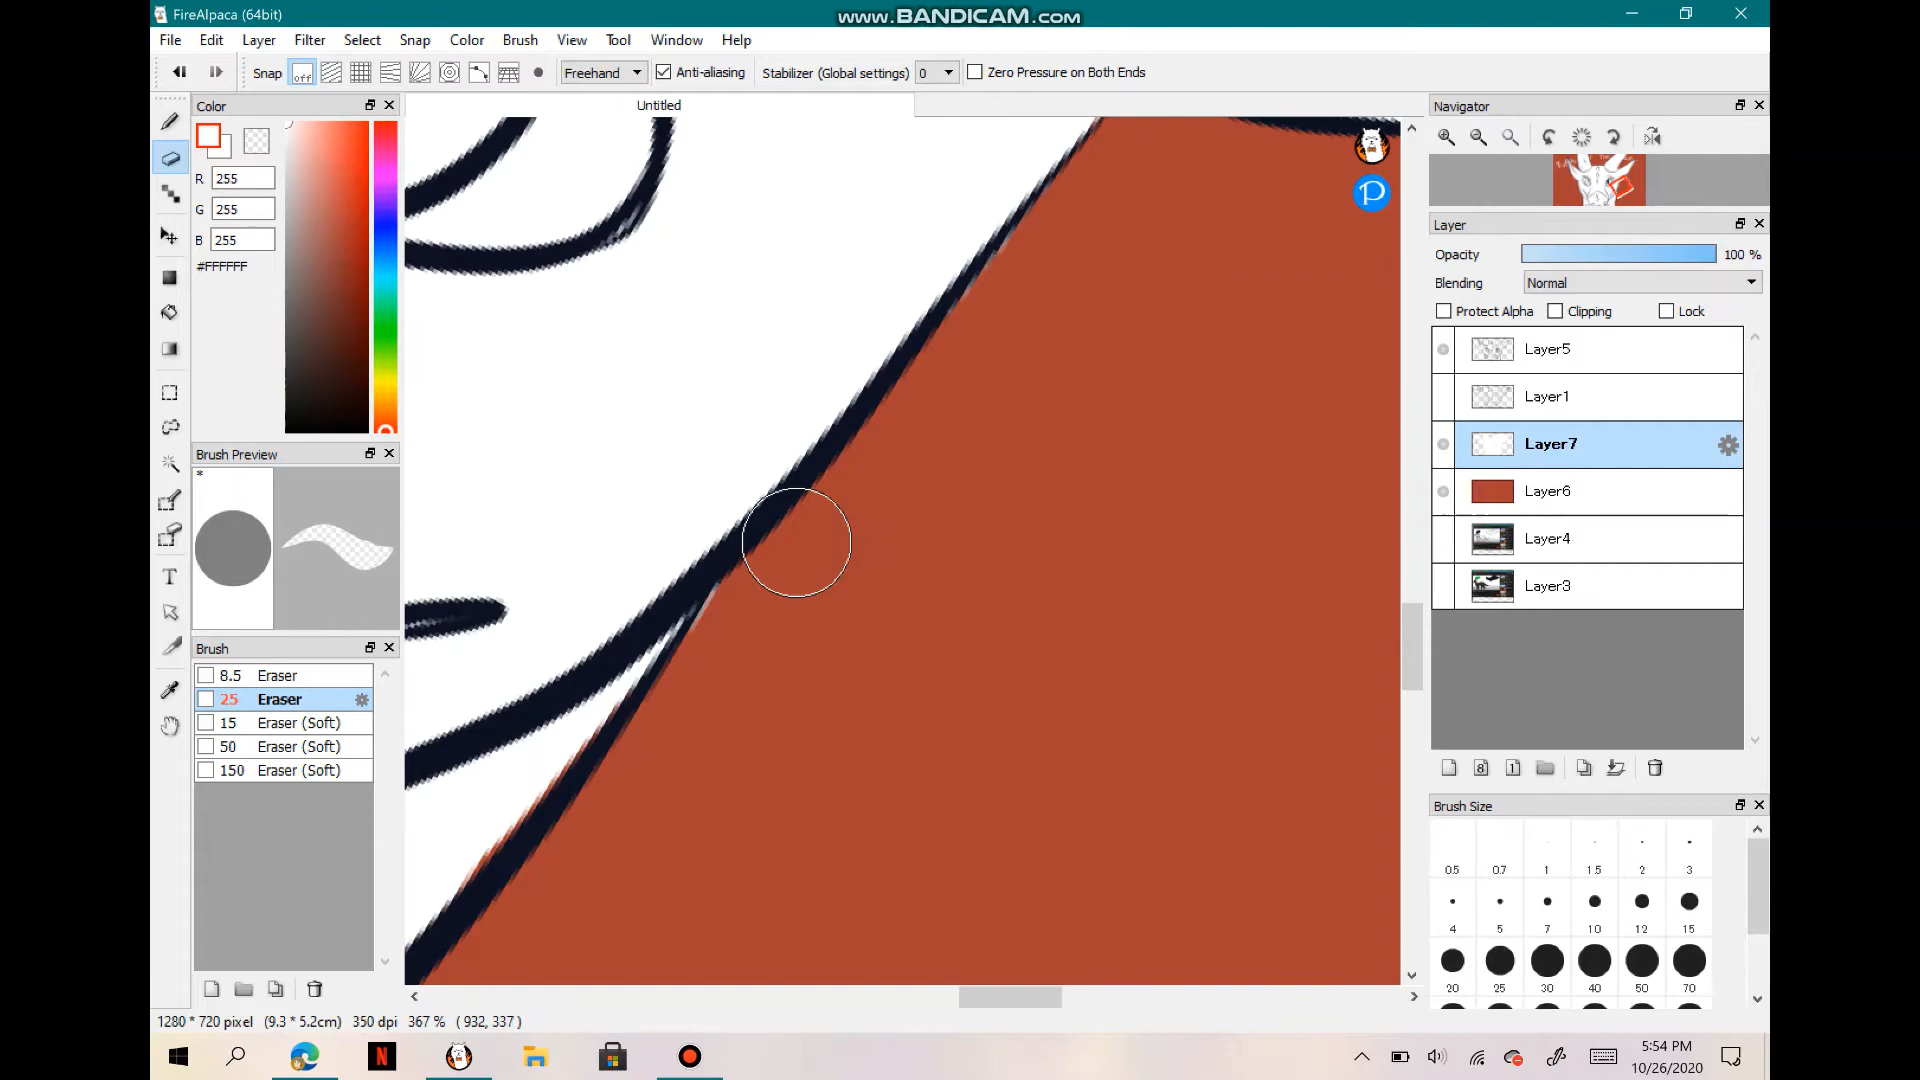 FireAlpaca (64bit)
www.BANDICAM.com
File Edit Layer Filter Select Snap Color Brush View Tool Window Help
Snap off Freehand Anti-aliasing Stabilizer (Global settings) 0 Zero Pressure on Both Ends
Color
Untitled
Navigator
R 255
G 255
B 255
#FFFFFF
Layer
Opacity 100 %
Blending Normal
Protect Alpha Clipping Lock
Layer5
Layer1
Layer7
Layer6
Layer4
Layer3
Brush Preview
*
Brush
8.5 Eraser
25 Eraser
15 Eraser (Soft)
50 Eraser (Soft)
150 Eraser (Soft)
T
P
8 1
Brush Size
0.5 0.7 1 1.5 2 3
4 5 7 10 12 15
20 25 30 40 50 70
1280 * 720 pixel (9.3 * 5.2cm) 350 dpi 367 % ( 932, 337 )
N
5:54 PM
10/26/2020